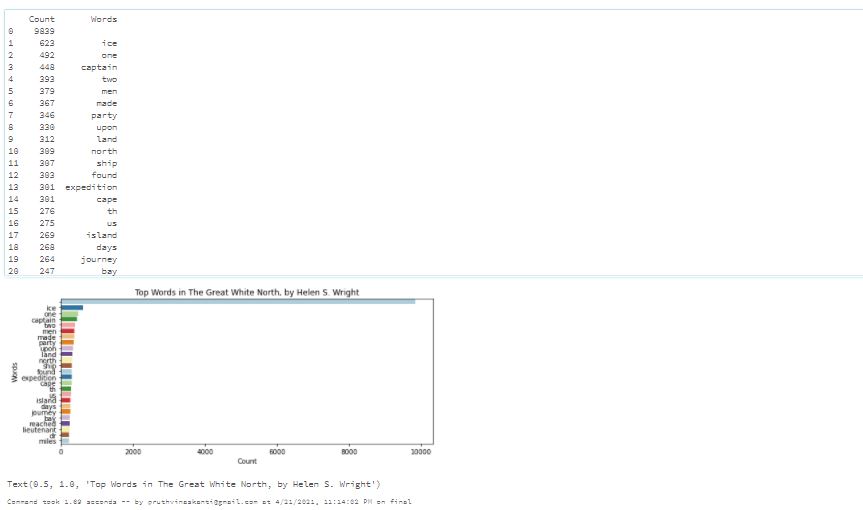 Count Words
0 9839
1 623 ice
2 492 one
3 448 captain
4 393 two
5 379 men
6 367 made
7 346 party
8 330 upon
9 312 land
10 309 north
11 307 ship
12 303 found
13 301 expedition
14 301 cape
15 276 th
16 275 us
17 269 island
18 268 days
19 264 journey
20 247 bay
Top Words in The Great White North, by Helen S. Wright
Words
ice
one
captain
two
men
made
party
upon
land
north
ship
found
expedition
cape
th
us
island
days
journey
bay
reached
lieutenant
dr
miles
0 2000 4000 6000 8000 10000
Count
Text(0.5, 1.0, 'Top Words in The Great White North, by Helen S. Wright')
Command took 1.69 seconds -- by pruthvinaakanti@gmail.com at 4/21/2021, 11:14:02 PM on final